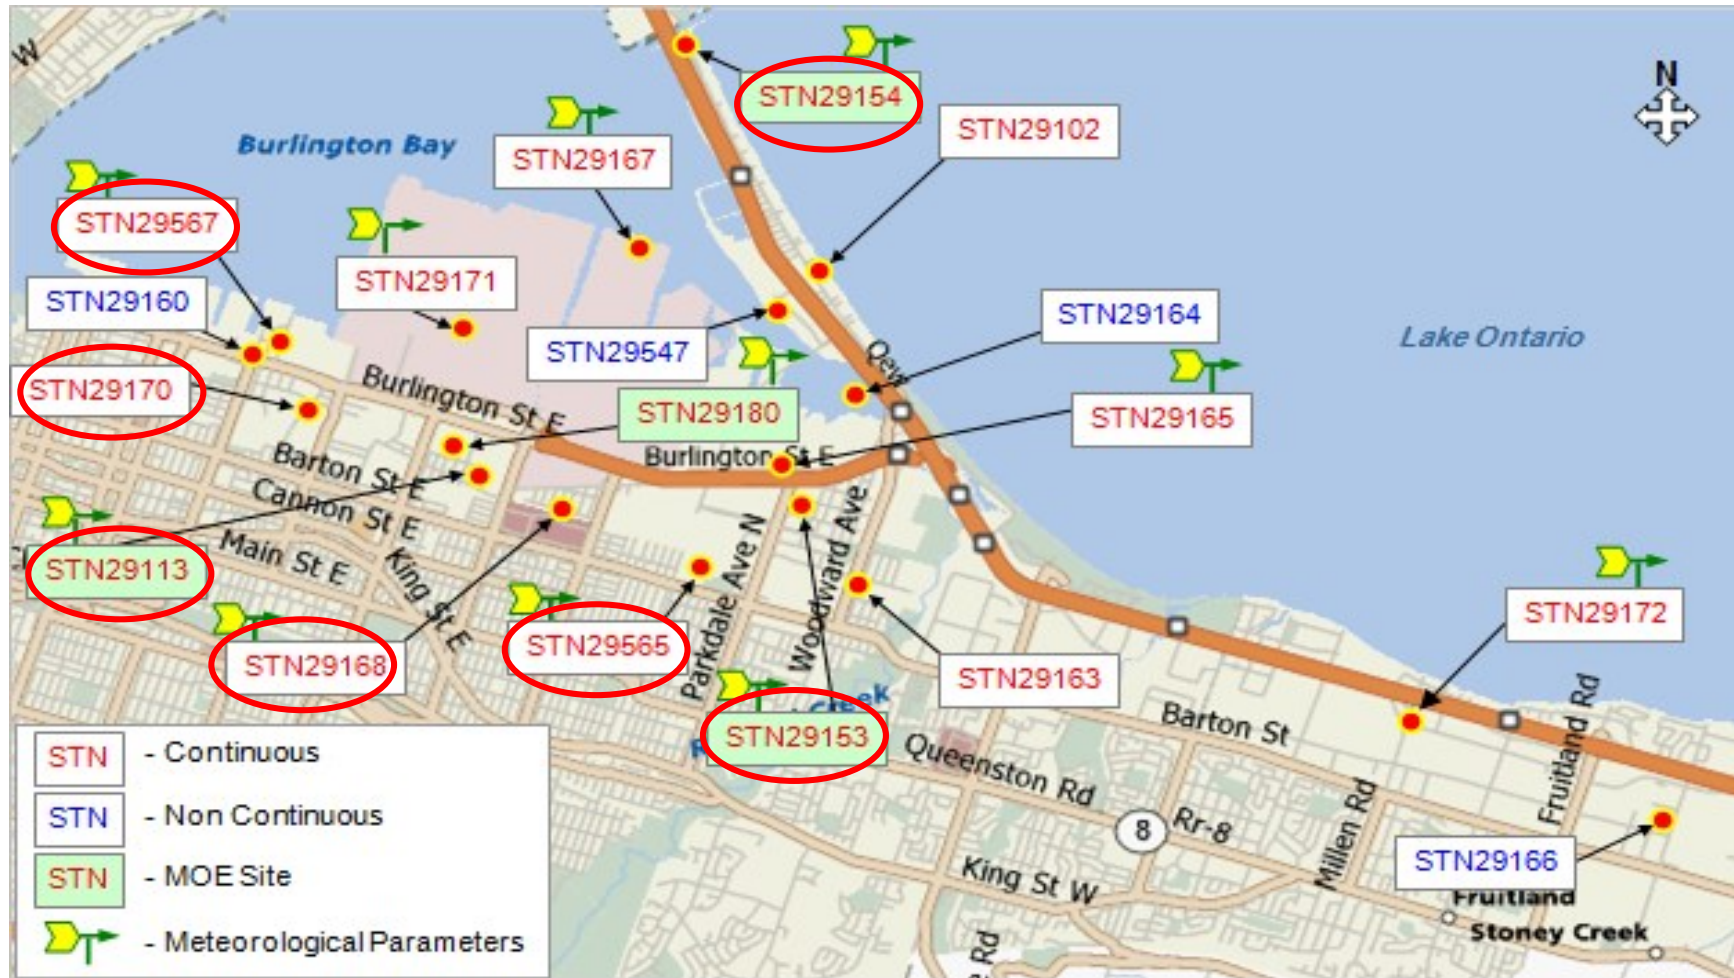 W
N
STN29154
STN29102
Burlington Bay
STN29167
STN29567
STN29171
STN29160
STN29547
STN29164
Lake Ontario
Qew
STN29170
Burlington St E
STN29180
STN29165
Burlington St E
Barton St E
Cannon St E
Main St E
King St E
STN29113
STN29168
STN29565
Parkdale Ave N
Woodward Ave
STN29163
STN29172
Creek
STN29153
Barton St
Queenston Rd
8
Rr-8
Millen Rd
Fruitland Rd
King St W
STN29166
Fruitland
Stoney Creek
Rd
STN - Continuous
STN - Non Continuous
STN - MOE Site
- Meteorological Parameters